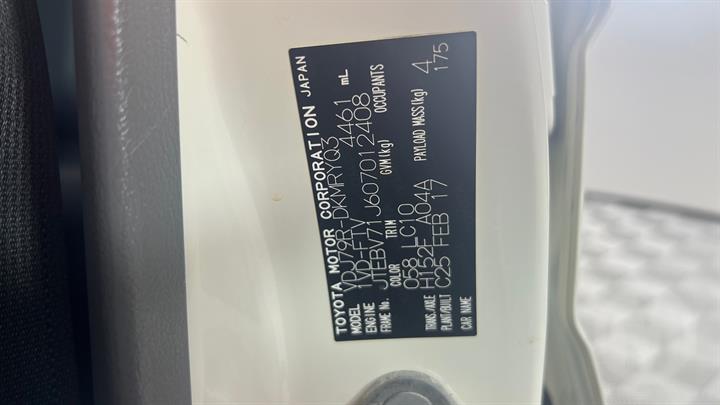 TOYOTA MOTOR CORPORATION JAPAN
MODEL VDJ79R-DKMRYQ3
ENGINE 1VD-FTV 4461 mL
FRAME No. JTEBV71J607012408
COLOR TRIM GVM(kg) OCCUPANTS
058 LC10 4
TRANS./AXLE H152F A04A PAYLOAD MASS(kg)
PLANT/BUILT C25 FEB 17 175
CAR NAME